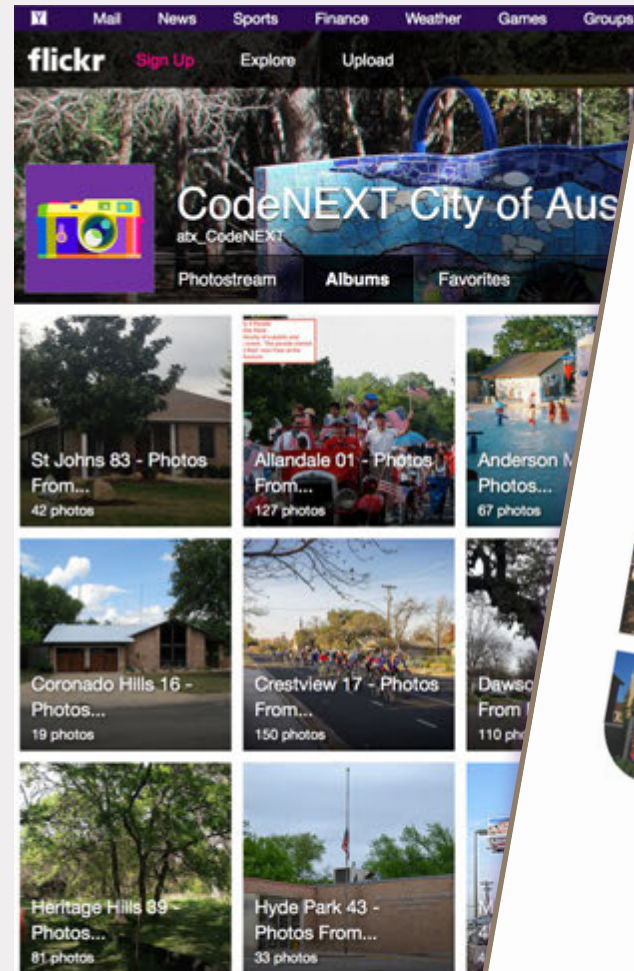 Y Mail News Sports Finance Weather Games Groups
flickr Sign Up Explore Upload
CodeNEXT City of Aus
atx_CodeNEXT
Photostream Albums Favorites
St Johns 83 - Photos
From...
42 photos
Allandale 01 - Photos
From...
127 photos
Anderson M
Photos...
67 photos
Coronado Hills 16 -
Photos...
19 photos
Crestview 17 - Photos
From...
150 photos
Dawso
From
110 ph
Heritage Hills 39 -
Photos...
81 photos
Hyde Park 43 -
Photos From...
33 photos